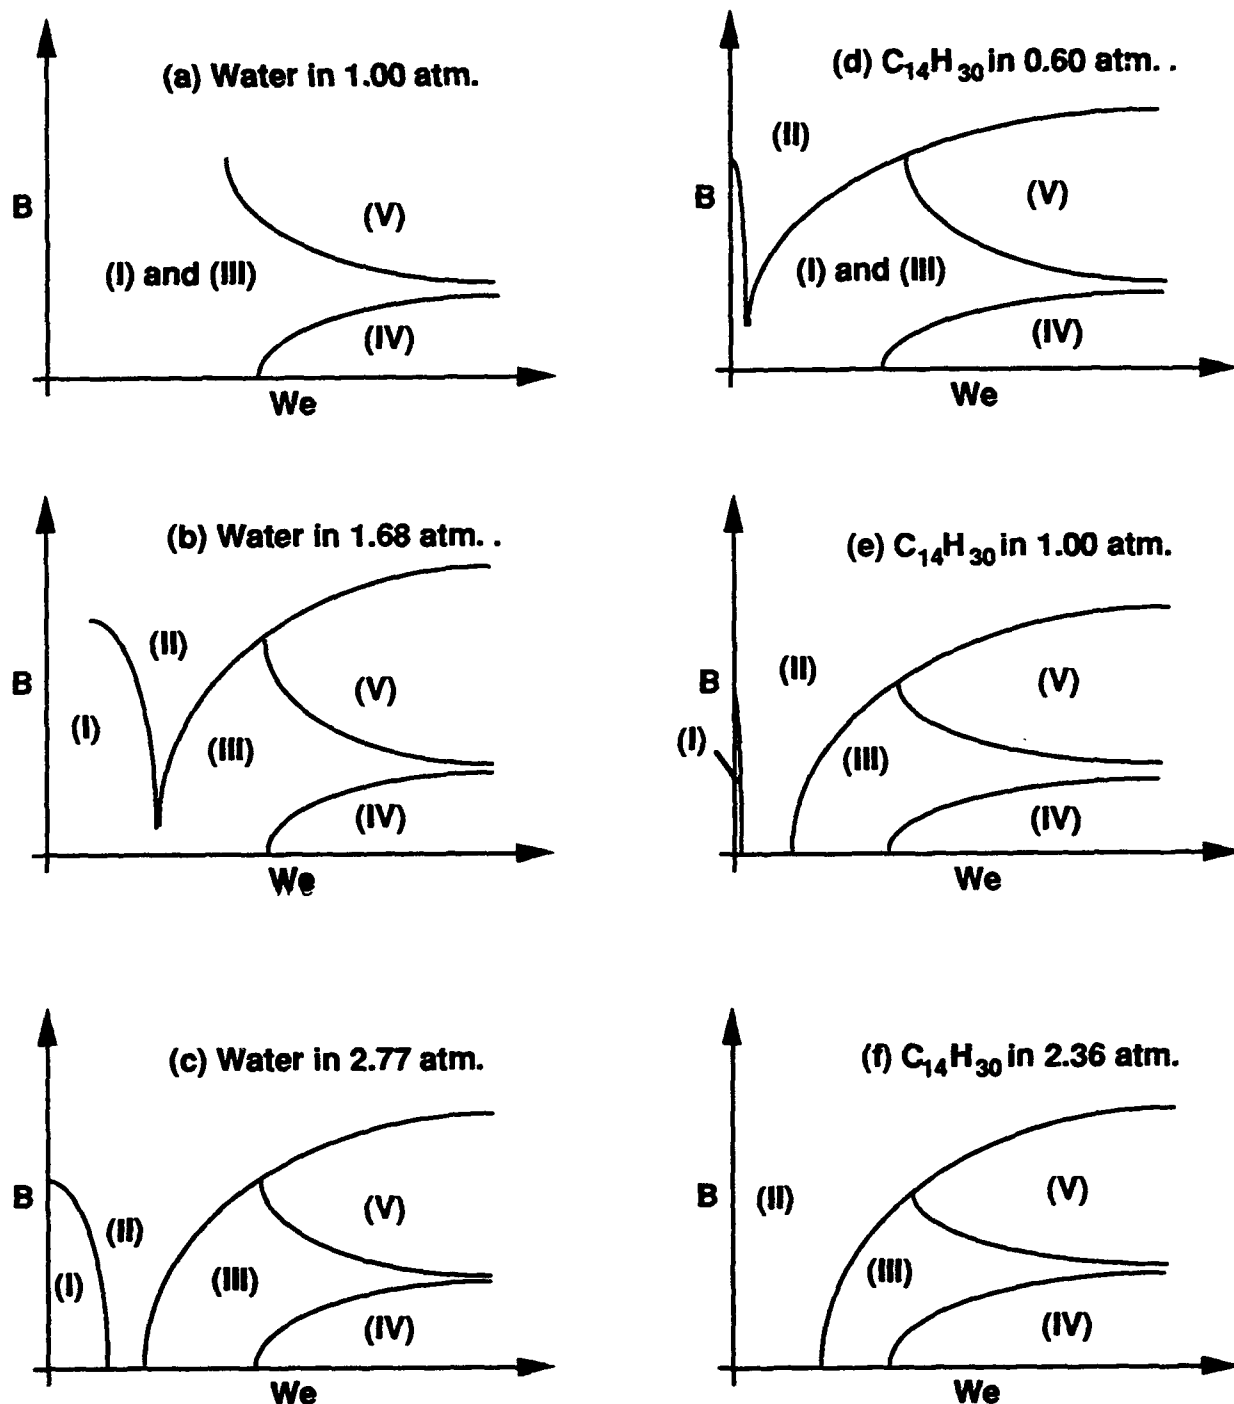 (a) Water in 1.00 atm.
B
(V)
(I) and (III)
(IV)
We
(b) Water in 1.68 atm. .
(II)
B
(V)
(I)
(III)
(IV)
We
(c) Water in 2.77 atm.
B
(V)
(II)
(I)
(III)
(IV)
We
(d) C14H30 in 0.60 atm. .
(II)
B
(V)
(I) and (III)
(IV)
We
(e) C14H30 in 1.00 atm.
(II)
B
(V)
(I)
(III)
(IV)
We
(f) C14H30 in 2.36 atm.
B
(II)
(V)
(III)
(IV)
We